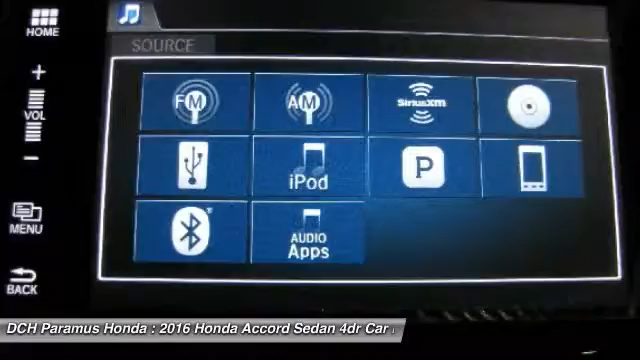 HOME
SOURCE
+
VOL
−
MENU
BACK
FM
AM
SiriusXM
iPod
P
AUDIO
Apps
DCH Paramus Honda : 2016 Honda Accord Sedan 4dr Car